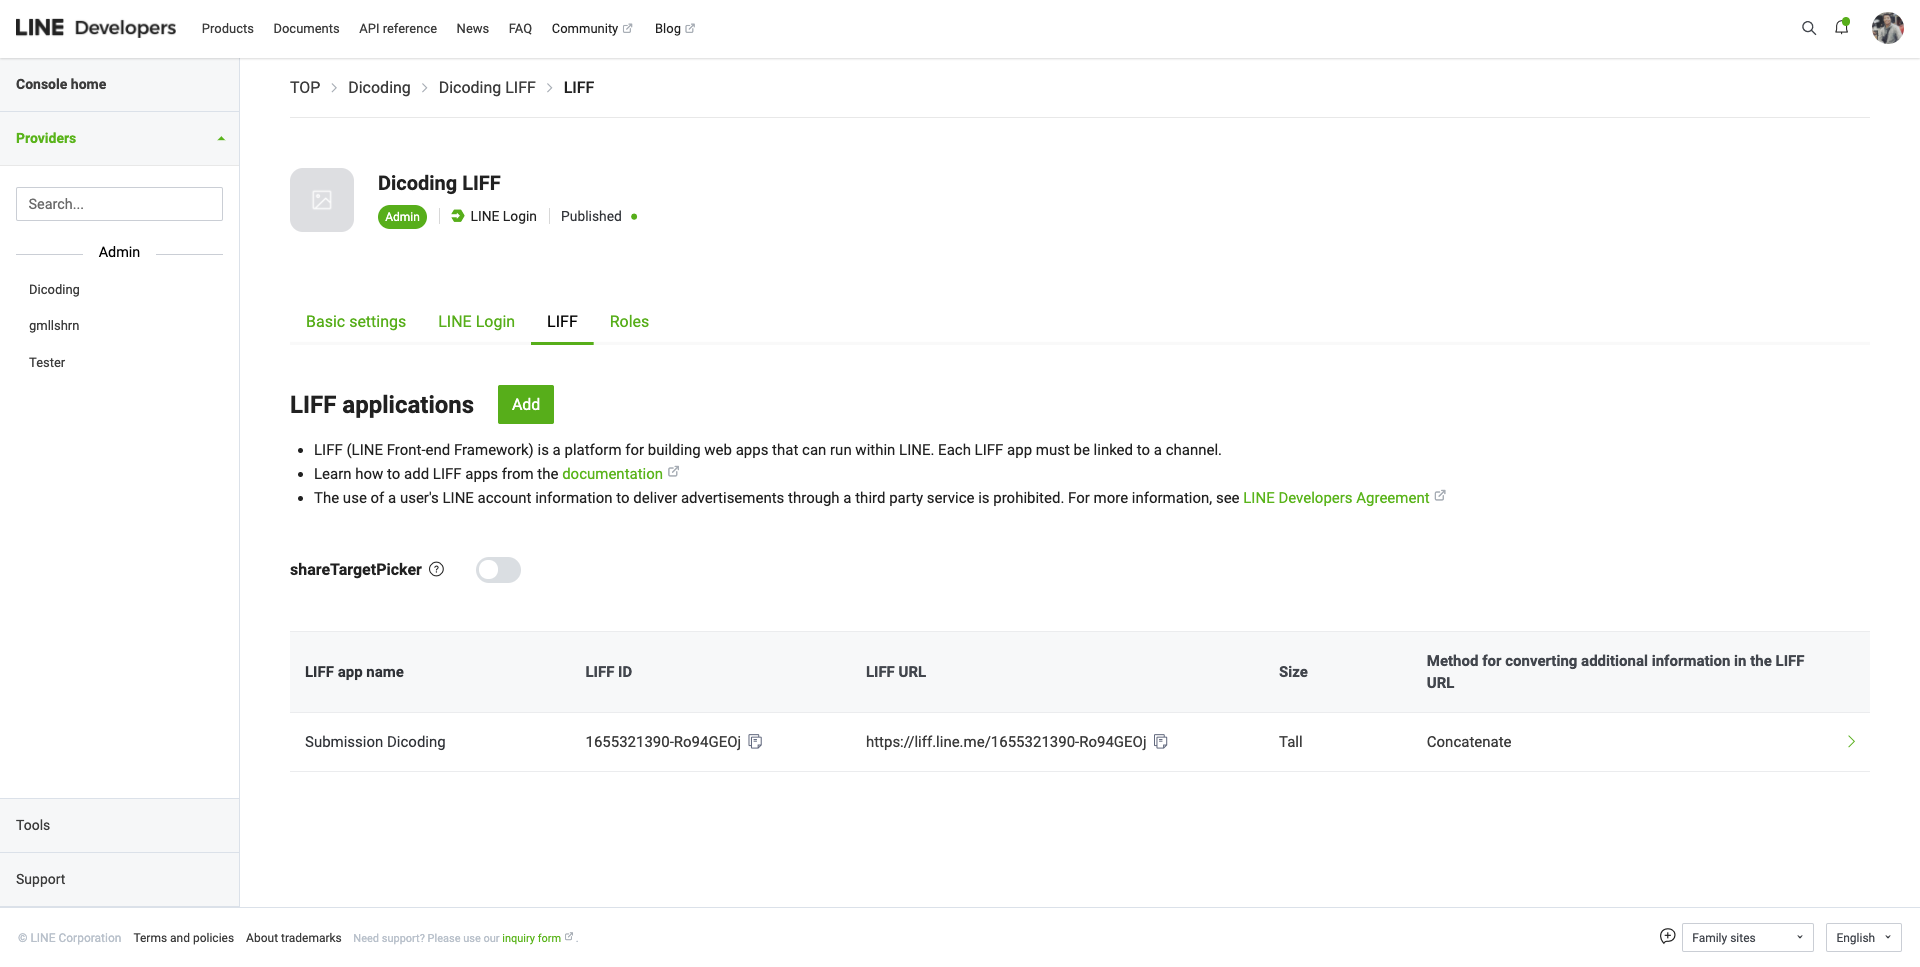 LINE Developers Products Documents API reference News FAQ Community Blog
Console home
Providers
Search...
Admin
Dicoding
gmllshrn
Tester
Tools
Support
TOP > Dicoding > Dicoding LIFF > LIFF
Dicoding LIFF
Admin LINE Login Published
Basic settings LINE Login LIFF Roles
LIFF applications Add
• LIFF (LINE Front-end Framework) is a platform for building web apps that can run within LINE. Each LIFF app must be linked to a channel.
• Learn how to add LIFF apps from the documentation
• The use of a user's LINE account information to deliver advertisements through a third party service is prohibited. For more information, see LINE Developers Agreement
shareTargetPicker ?
LIFF app name LIFF ID LIFF URL Size Method for converting additional information in the LIFF
URL
Submission Dicoding 1655321390-Ro94GEOj https://liff.line.me/1655321390-Ro94GEOj Tall Concatenate
© LINE Corporation Terms and policies About trademarks Need support? Please use our inquiry form . Family sites English